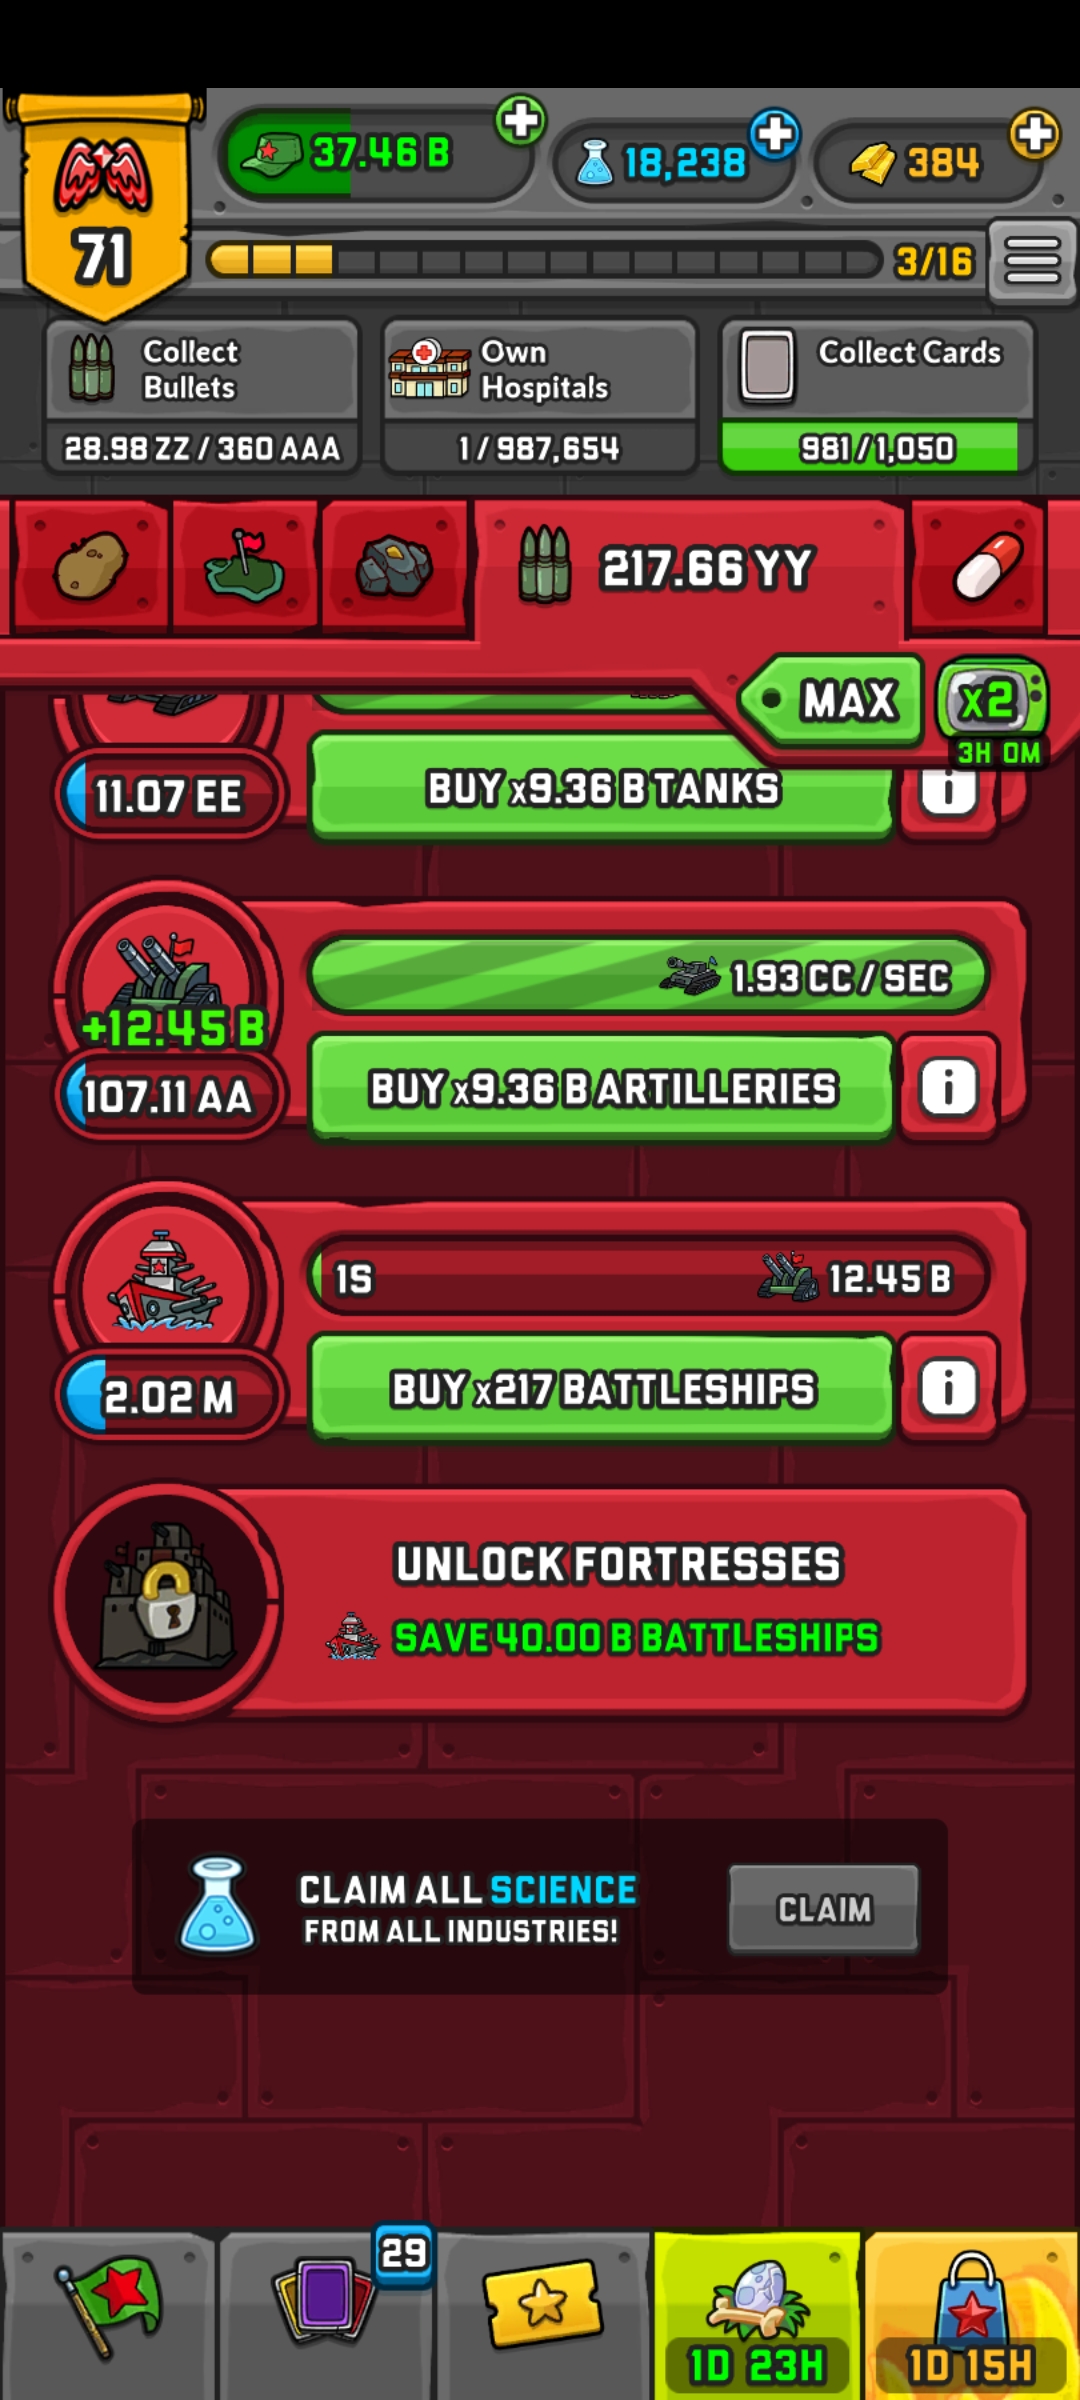 37.46 B
18,238
384
71
3/16
Collect
Bullets
28.98 ZZ / 360 AAA
Own
Hospitals
1 / 987,654
Collect Cards
981 / 1,050
217.66 YY
MAX
x2
3H 0M
11.07 EE
BUY x9.36 B TANKS
i
+12.45 B
107.11 AA
1.93 CC / SEC
BUY x9.36 B ARTILLERIES
i
1S
12.45 B
2.02 M
BUY x217 BATTLESHIPS
i
UNLOCK FORTRESSES
SAVE 40.00 B BATTLESHIPS
CLAIM ALL SCIENCE
FROM ALL INDUSTRIES!
CLAIM
29
1D 23H
1D 15H